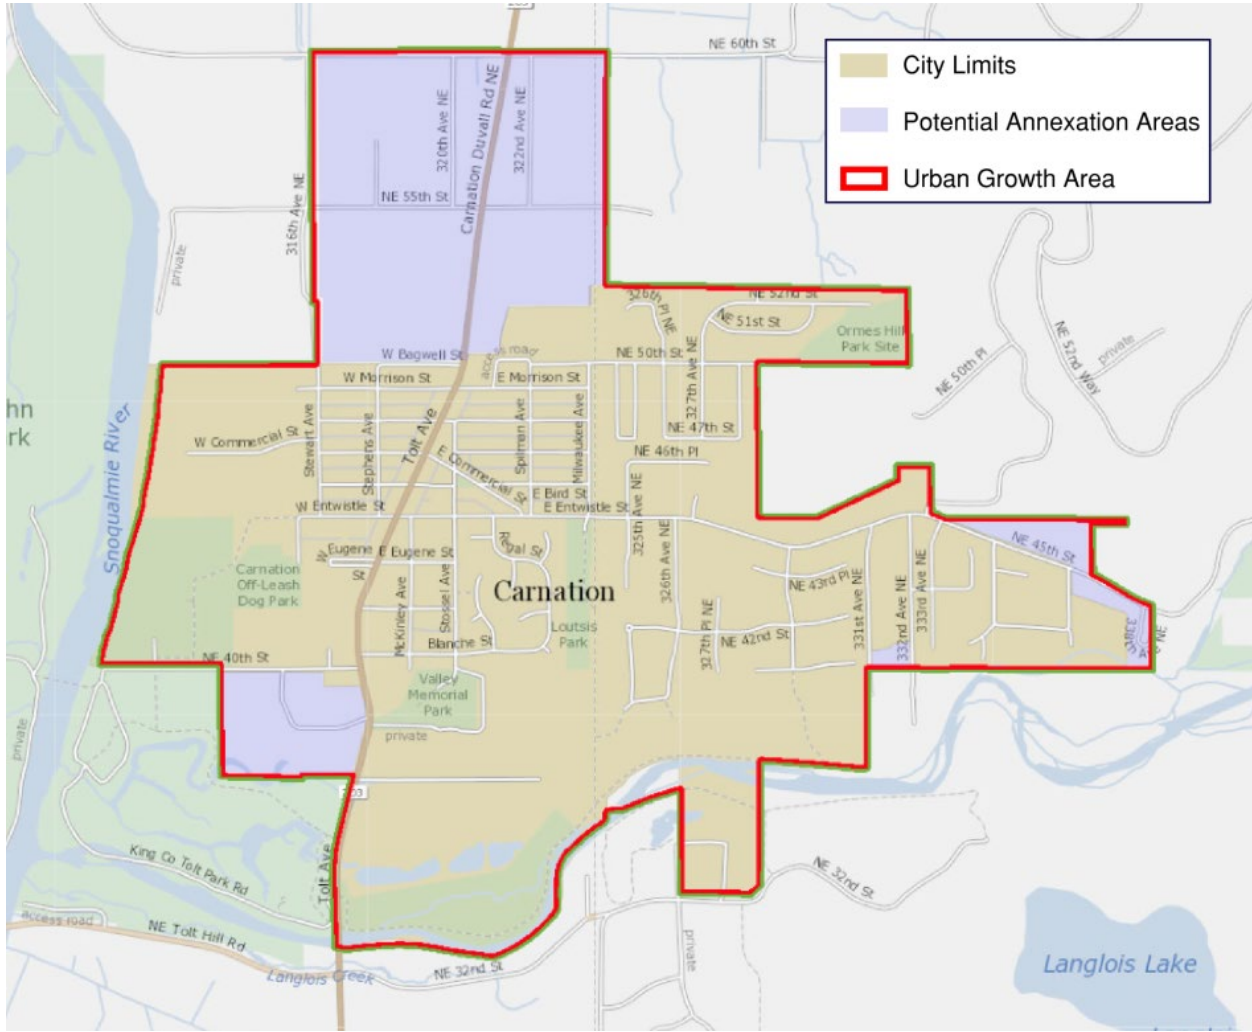 203
NE 60th St
City Limits
Potential Annexation Areas
Urban Growth Area
320th Ave NE
Carnation Duvall Rd NE
322nd Ave NE
NE 55th St
316th Ave NE
private
326th Pl NE
NE 52nd St
NE 51st St
Ormes Hill
Park Site
W Bagwell St
access road
NE 50th St
327th Ave NE
NE 50th Pl
NE 52nd Way
private
W Morrison St
E Morrison St
hn
rk
Snoqualmie River
W Commercial St
Stewart Ave
Stephens Ave
Tolt Ave
E Commercial St
Spilman Ave
Milwaukee Ave
NE 47th St
NE 46th Pl
E Bird St
W Entwistle St
E Entwistle St
325th Ave NE
326th Ave NE
W Eugene St
E Eugene St
Regal St
NE 45th St
Carnation
Off-Leash
Dog Park
McKinley Ave
Stossel Ave
Carnation
NE 43rd Pl
331st Ave NE
332nd Ave NE
333rd Ave NE
Loutsis
Park
Blanche St
327th Pl NE
NE 42nd St
NE 40th St
Valley
Memorial
Park
private
private
203
King Co Tolt Park Rd
Tolt Ave
access road
NE Tolt Hill Rd
Langlois Creek
NE 32nd St
NE 32nd St
private
Langlois Lake